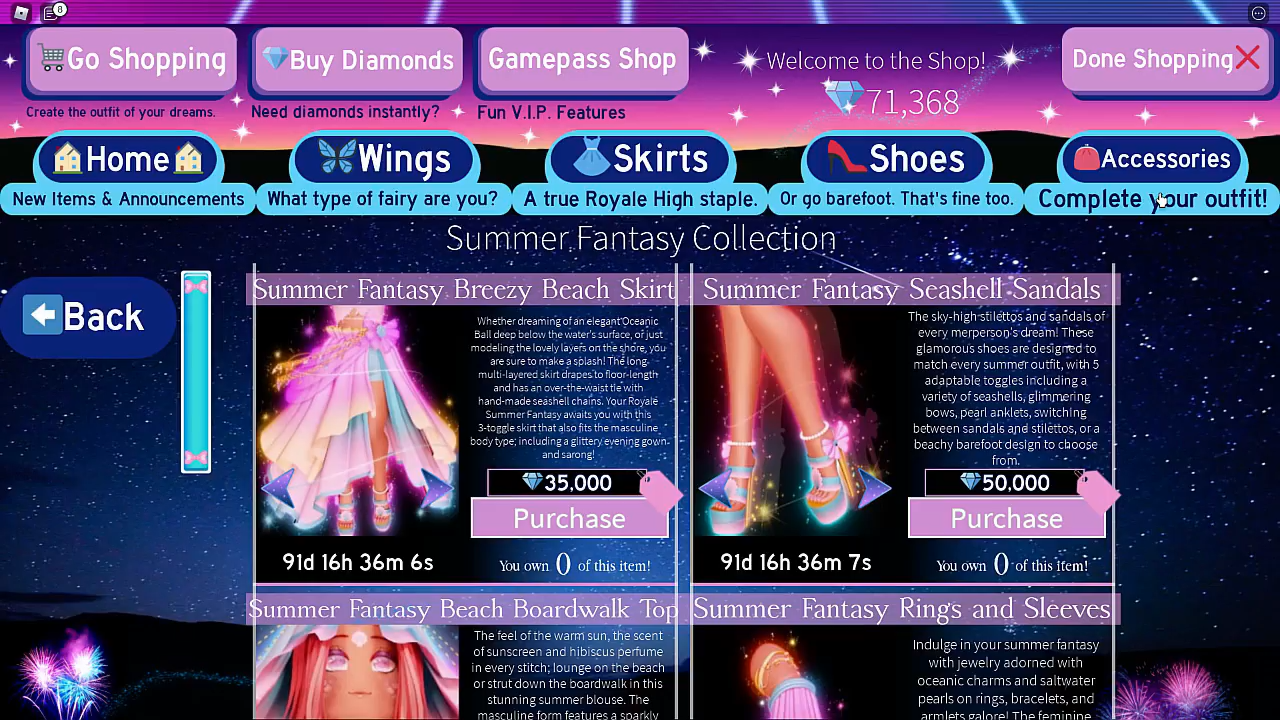 8
Go Shopping
Buy Diamonds
Gamepass Shop
Welcome to the Shop!
71,368
Done Shopping
Create the outfit of your dreams.
Need diamonds instantly?
Fun V.I.P. Features
Home
Wings
Skirts
Shoes
Accessories
New Items & Announcements
What type of fairy are you?
A true Royale High staple.
Or go barefoot. That's fine too.
Complete your outfit!
Summer Fantasy Collection
Back
Summer Fantasy Breezy Beach Skirt
Whether dreaming of an elegant Oceanic
Ball deep below the water's surface, or just
modeling the lovely layers on the shore, you
are sure to make a splash! The long,
multi-layered skirt drapes to floor-length
and has an over-the-waist tie with
hand-made seashell chains. Your Royale
Summer Fantasy awaits you with this
3-toggle skirt that also fits the masculine
body type; including a glittery evening gown
and sarong!
35,000
Purchase
91d 16h 36m 6s
You own 0 of this item!
Summer Fantasy Seashell Sandals
The sky-high stilettos and sandals of
every merperson's dream! These
glamorous shoes are designed to
match every summer outfit, with 5
adaptable toggles including a
variety of seashells, glimmering
bows, pearl anklets, switching
between sandals and stilettos, or a
beachy barefoot design to choose
from.
50,000
Purchase
91d 16h 36m 7s
You own 0 of this item!
Summer Fantasy Beach Boardwalk Top
The feel of the warm sun, the scent
of sunscreen and hibiscus perfume
in every stitch; lounge on the beach
or strut down the boardwalk in this
stunning summer blouse. The
masculine form features a sparkly
Summer Fantasy Rings and Sleeves
Indulge in your summer fantasy
with jewelry adorned with
oceanic charms and saltwater
pearls on rings, bracelets, and
armlets galore! The feminine